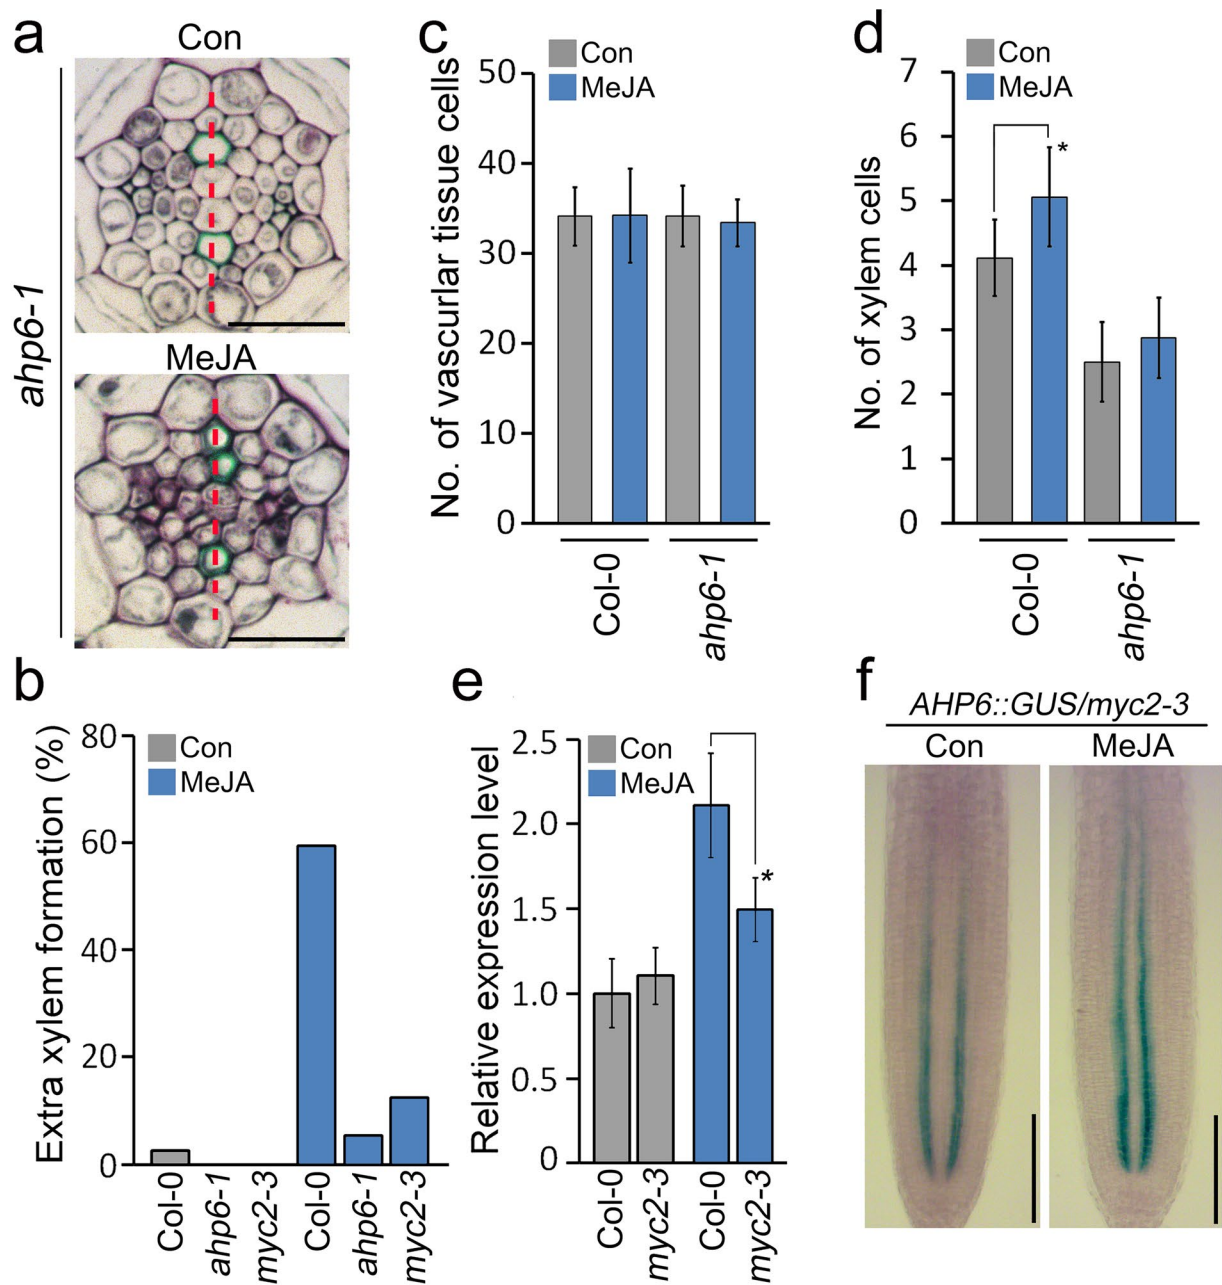 a
Con
ahp6-1
MeJA
b
Extra xylem formation (%)
80
60
40
20
0
Con
MeJA
Col-0
ahp6-1
myc2-3
Col-0
ahp6-1
myc2-3
c
No. of vascurlar tissue cells
50
40
30
20
10
0
Con
MeJA
Col-0
ahp6-1
d
No. of xylem cells
7
6
5
4
3
2
1
0
Con
MeJA
*
Col-0
ahp6-1
e
Relative expression level
2.5
2.0
1.5
1.0
0.5
0
Con
MeJA
*
Col-0
myc2-3
Col-0
myc2-3
f
AHP6::GUS/myc2-3
Con
MeJA